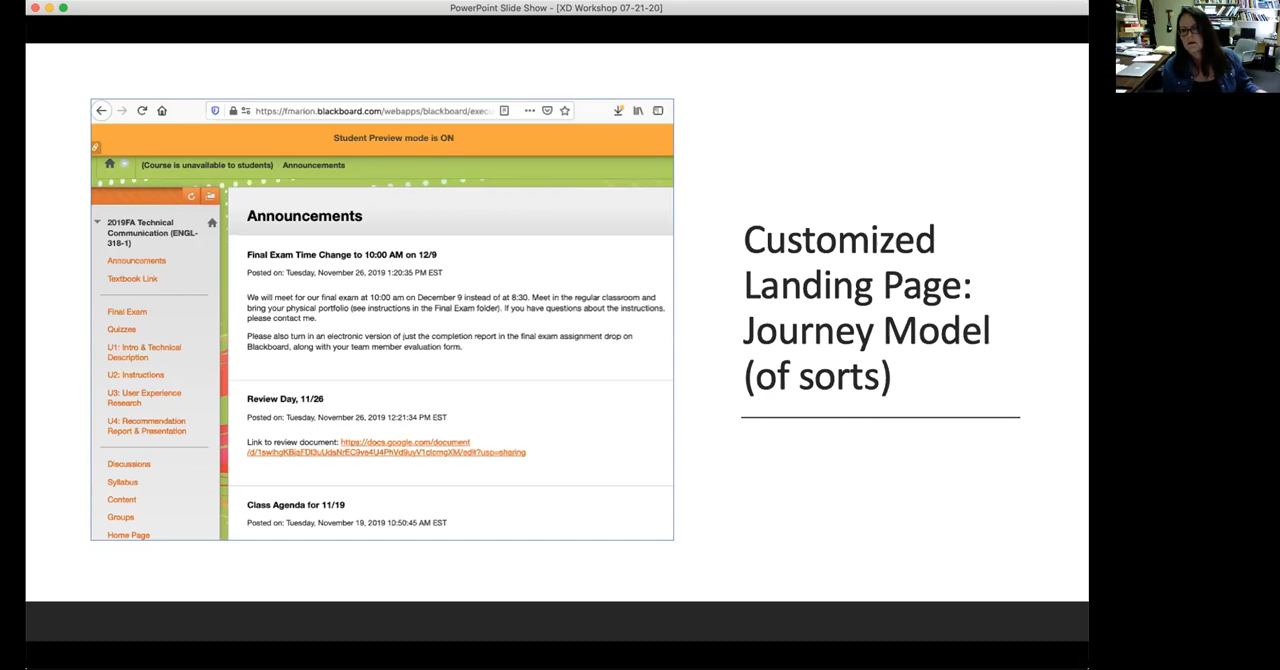 PowerPoint Slide Show - [XD Workshop 07-21-20]
https://fmarion.blackboard.com/webapps/blackboard/exec
Student Preview mode is ON
(Course is unavailable to students) Announcements
2019FA Technical
Communication (ENGL-
318-1)
Announcements
Textbook Link
Final Exam
Quizzes
U1: Intro & Technical
Description
U2: Instructions
U3: User Experience
Research
U4: Recommendation
Report & Presentation
Discussions
Syllabus
Content
Groups
Home Page
Announcements
Final Exam Time Change to 10:00 AM on 12/9
Posted on: Tuesday, November 26, 2019 1:20:35 PM EST
We will meet for our final exam at 10:00 am on December 9 instead of at 8:30. Meet in the regular classroom and
bring your physical portfolio (see instructions in the Final Exam folder). If you have questions about the instructions,
please contact me.
Please also turn in an electronic version of just the completion report in the final exam assignment drop on
Blackboard, along with your team member evaluation form.
Review Day, 11/26
Posted on: Tuesday, November 26, 2019 12:21:34 PM EST
Link to review document: https://docs.google.com/document
Class Agenda for 11/19
Posted on: Tuesday, November 19, 2019 10:50:45 AM EST
Customized
Landing Page:
Journey Model
(of sorts)